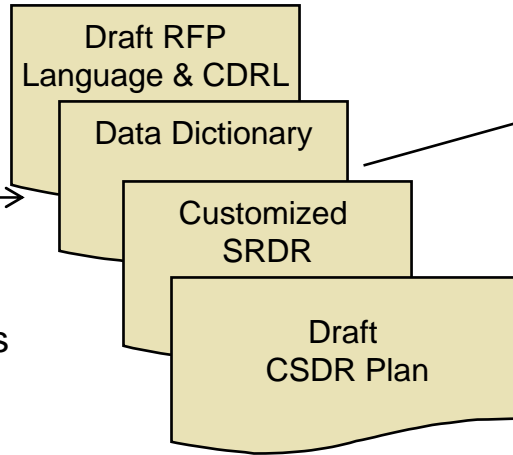 Draft RFP
Language & CDRL
Data Dictionary
Customized
SRDR
s
Draft
CSDR Plan